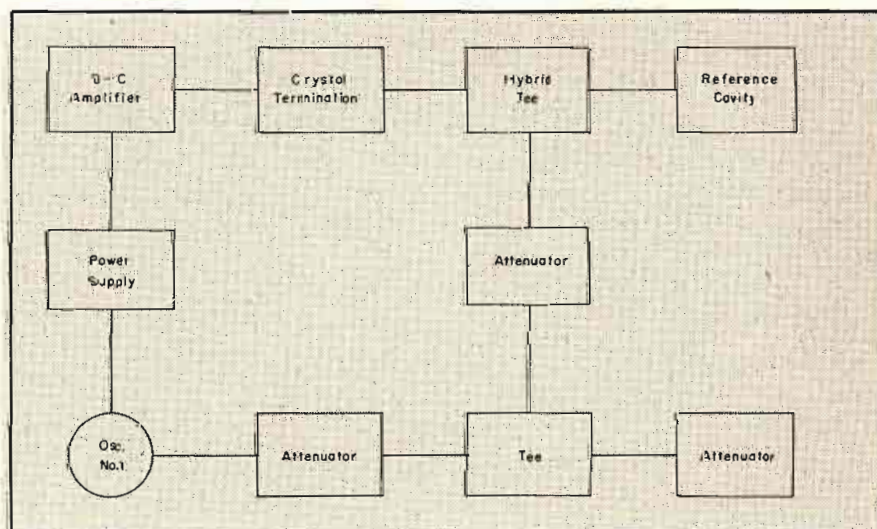 D-C
Amplifier
Crystal
Termination
Hybrid
Tee
Reference
Cavity
Power
Supply
Attenuator
Osc.
No.1
Attenuator
Tee
Attenuator